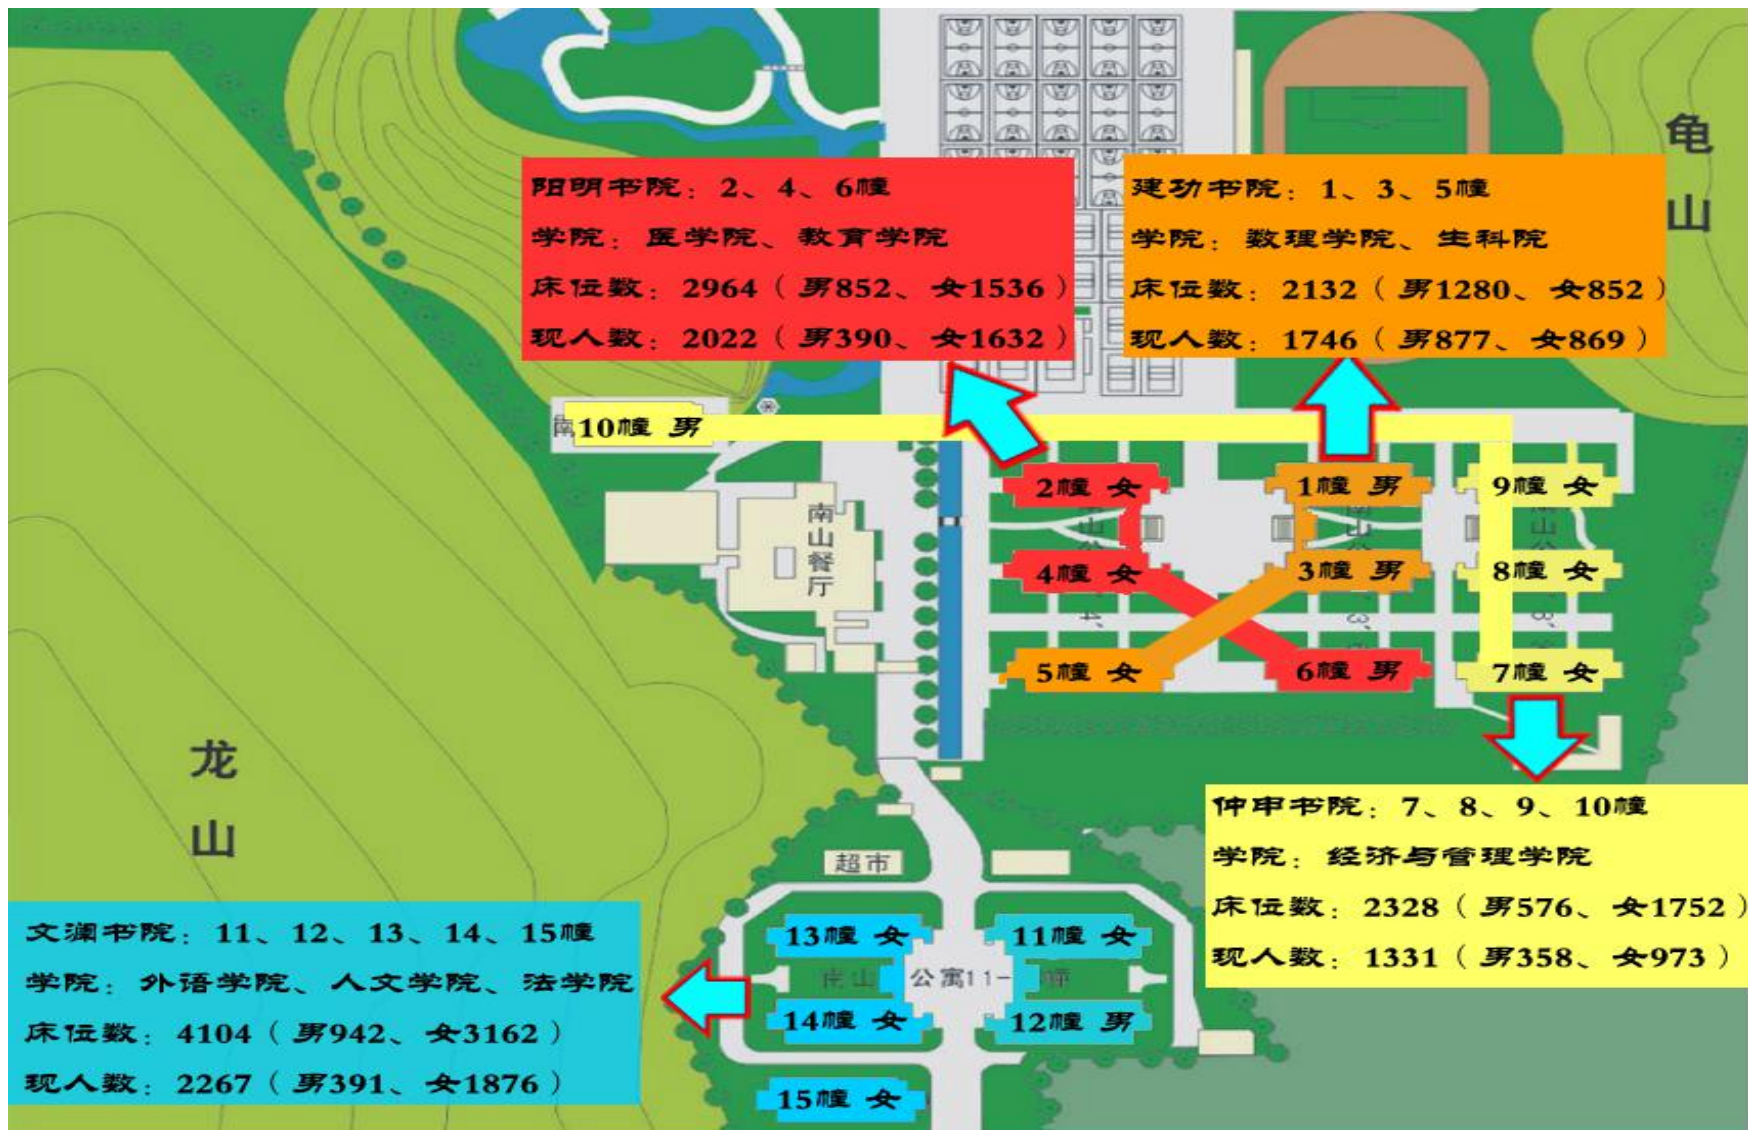 龟
山
阳明书院：2、4、6幢
学院：医学院、教育学院
床位数：2964（男852、女1536）
现人数：2022（男390、女1632）
建功书院：1、3、5幢
学院：数理学院、生科院
床位数：2132（男1280、女852）
现人数：1746（男877、女869）
南10幢 男
2幢 女
1幢 男
9幢 女
南山餐厅
4幢 女
3幢 男
8幢 女
5幢 女
6幢 男
7幢 女
龙
山
仲申书院：7、8、9、10幢
学院：经济与管理学院
床位数：2328（男576、女1752）
现人数：1331（男358、女973）
超市
文澜书院：11、12、13、14、15幢
学院：外语学院、人文学院、法学院
床位数：4104（男942、女3162）
现人数：2267（男391、女1876）
13幢 女
11幢 女
南山 公寓11-
14幢 女
12幢 男
15幢 女